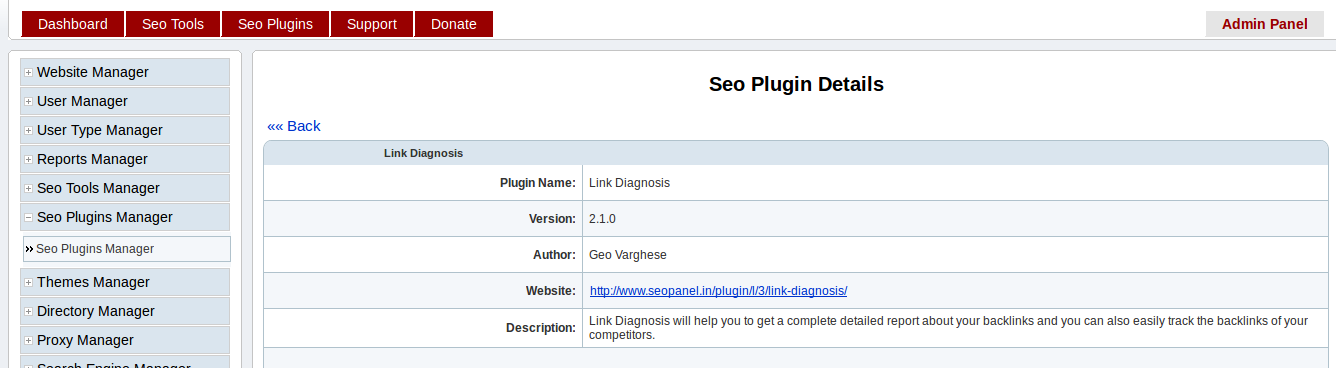 Dashboard Seo Tools Seo Plugins Support Donate Admin Panel
Website Manager
User Manager
User Type Manager
Reports Manager
Seo Tools Manager
Seo Plugins Manager
Seo Plugins Manager
Themes Manager
Directory Manager
Proxy Manager
Search Engine Manager
Seo Plugin Details
«« Back
Link Diagnosis
Plugin Name: Link Diagnosis
Version: 2.1.0
Author: Geo Varghese
Website: http://www.seopanel.in/plugin/l/3/link-diagnosis/
Description: Link Diagnosis will help you to get a complete detailed report about your backlinks and you can also easily track the backlinks of your
competitors.